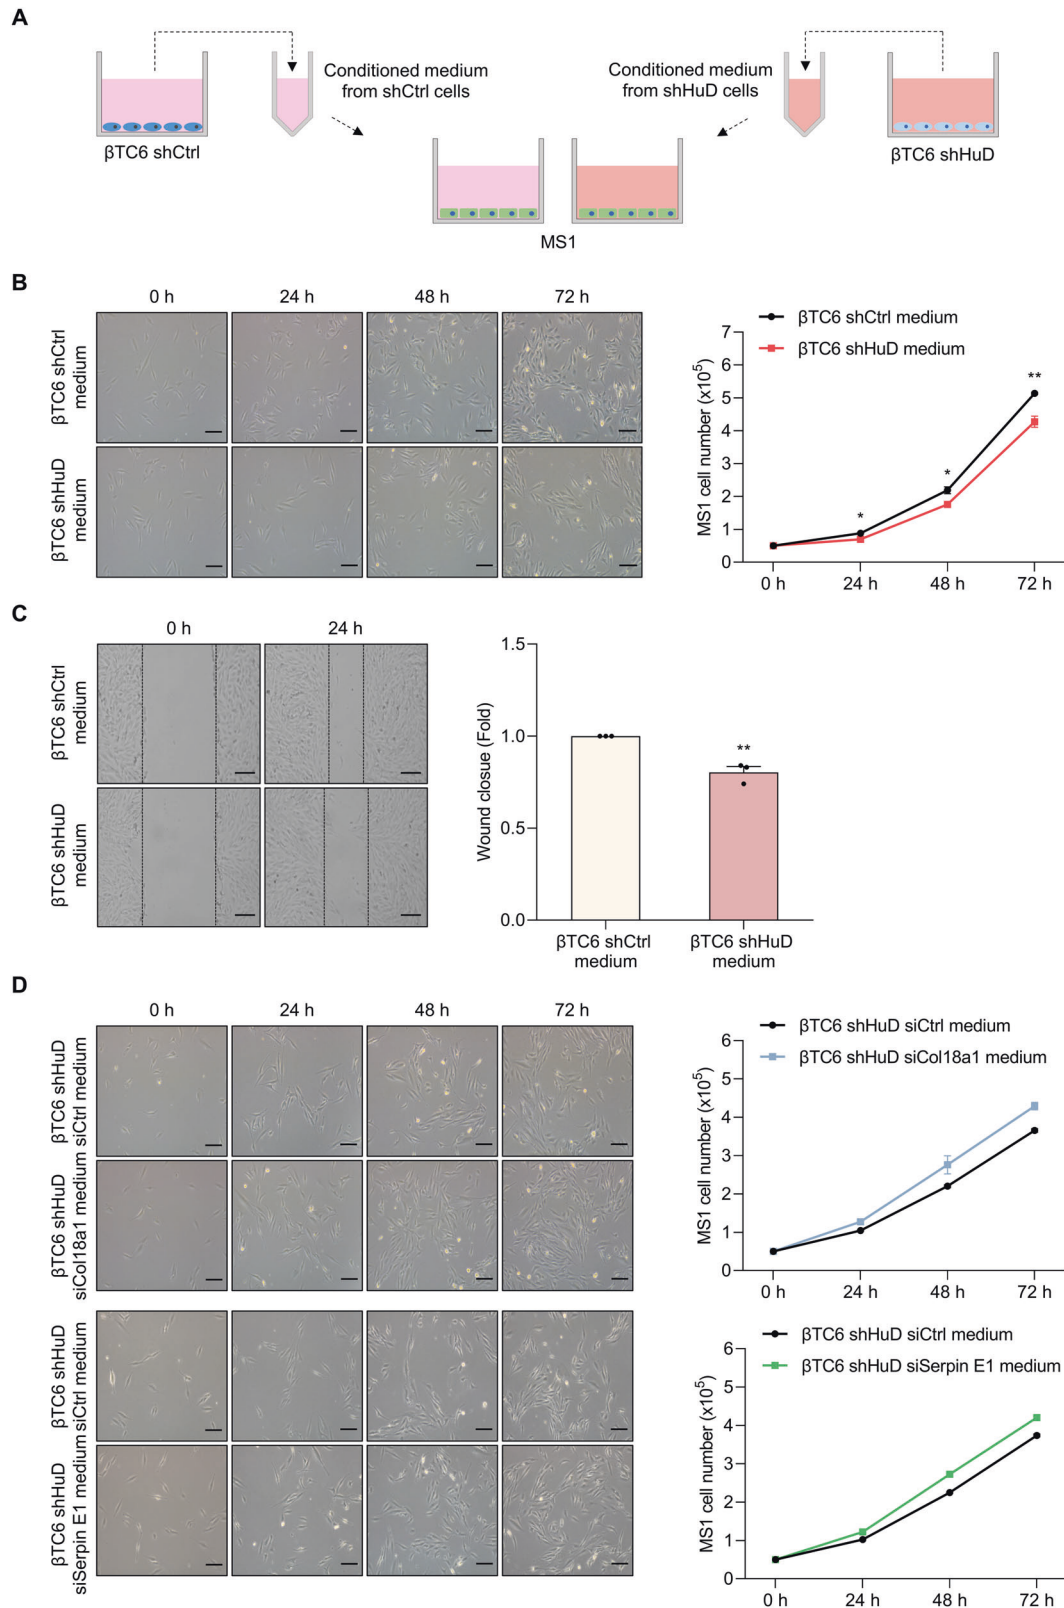 A
Conditioned medium
from shCtrl cells
Conditioned medium
from shHuD cells
βTC6 shCtrl
βTC6 shHuD
MS1
B
0 h
24 h
48 h
72 h
βTC6 shCtrl
medium
βTC6 shHuD
medium
βTC6 shCtrl medium
βTC6 shHuD medium
MS1 cell number (x10⁵)
7
6
5
4
3
2
1
0
*
*
**
0 h
24 h
48 h
72 h
C
0 h
24 h
βTC6 shCtrl
medium
βTC6 shHuD
medium
Wound closue (Fold)
1.5
1.0
0.5
0.0
**
βTC6 shCtrl
medium
βTC6 shHuD
medium
D
0 h
24 h
48 h
72 h
βTC6 shHuD
siCtrl medium
βTC6 shHuD
siCol18a1 medium
βTC6 shHuD
siCtrl medium
βTC6 shHuD
siSerpin E1 medium
βTC6 shHuD siCtrl medium
βTC6 shHuD siCol18a1 medium
MS1 cell number (x10⁵)
6
5
4
3
2
1
0
0 h
24 h
48 h
72 h
βTC6 shHuD siCtrl medium
βTC6 shHuD siSerpin E1 medium
MS1 cell number (x10⁵)
6
5
4
3
2
1
0
0 h
24 h
48 h
72 h